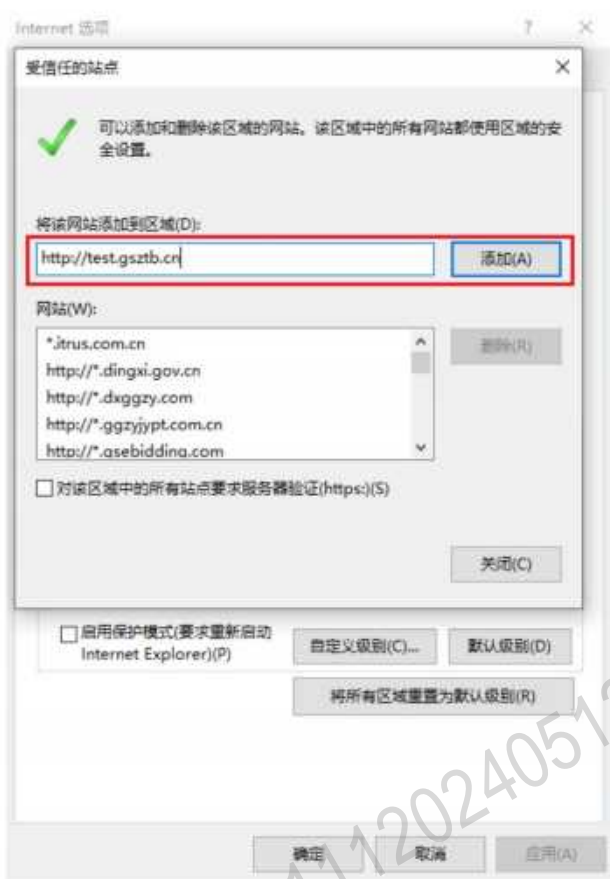 Internet 选项
?
受信任的站点
可以添加和删除该区域的网站。该区域中的所有网站都使用区域的安
全设置。
将该网站添加到区域(D):
http://test.gsztb.cn
添加(A)
网站(W):
*.itrus.com.cn
删除(R)
http://*.dingxi.gov.cn
http://*.dxggzy.com
http://*.ggzyjypt.com.cn
http://*.gsebidding.com
对该区域中的所有站点要求服务器验证(https:)(S)
关闭(C)
启用保护模式(要求重新启动
Internet Explorer)(P)
自定义级别(C)...
默认级别(D)
将所有区域重置为默认级别(R)
确定
取消
应用(A)